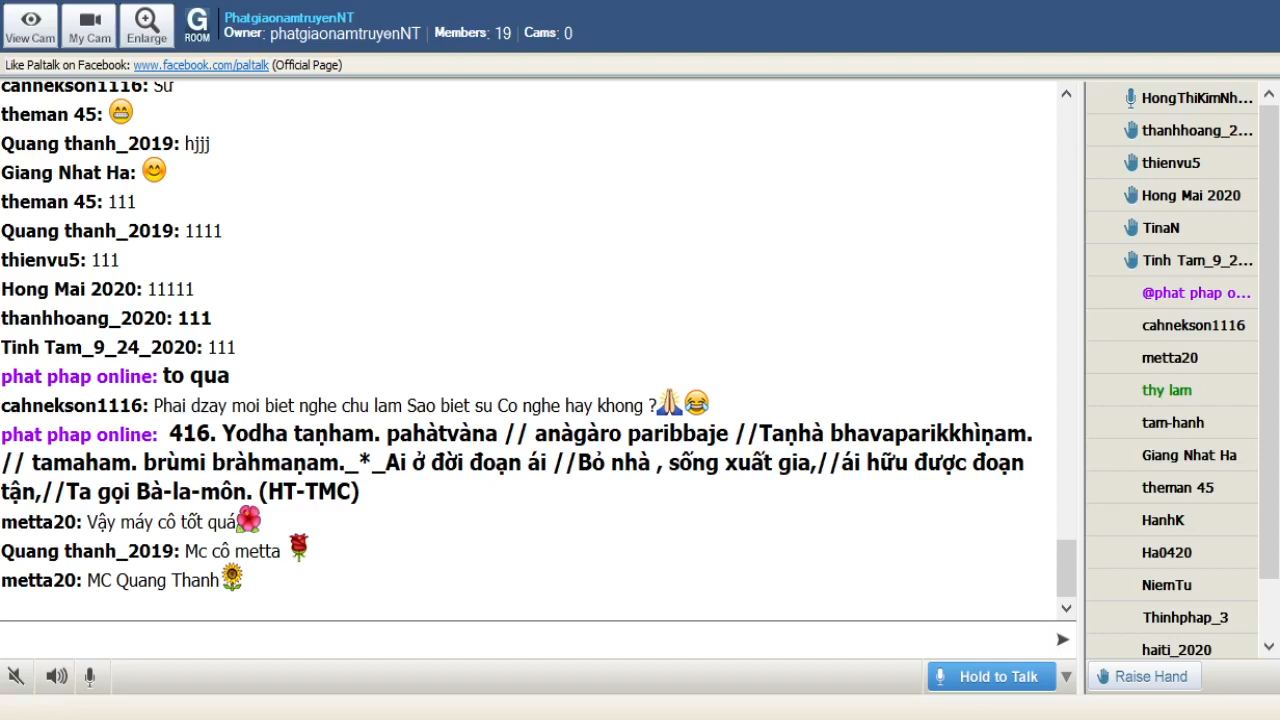 View Cam
My Cam
Enlarge
G
ROOM
PhatgiaonamtruyenNT
Owner: phatgiaonamtruyenNT | Members: 19 | Cams: 0
Like Paltalk on Facebook: www.facebook.com/paltalk (Official Page)
cahnekson1116: Sư
theman 45:
Quang thanh_2019: hjjj
Giang Nhat Ha:
theman 45: 111
Quang thanh_2019: 1111
thienvu5: 111
Hong Mai 2020: 11111
thanhhoang_2020: 111
Tinh Tam_9_24_2020: 111
phat phap online: to qua
cahnekson1116: Phai dzay moi biet nghe chu lam Sao biet su Co nghe hay khong ?
phat phap online: 416. Yodha taṇham. pahàtvàna // anàgàro paribbaje //Taṇhà bhavaparikkhìṇam.
// tamaham. brùmi bràhmaṇam._*_Ai ở đời đoạn ái //Bỏ nhà , sống xuất gia,//ái hữu được đoạn
tận,//Ta gọi Bà-la-môn. (HT-TMC)
metta20: Vậy máy cô tốt quá
Quang thanh_2019: Mc cô metta
metta20: MC Quang Thanh
HongThiKimNh...
thanhhoang_2...
thienvu5
Hong Mai 2020
TinaN
Tinh Tam_9_2...
@phat phap o...
cahnekson1116
metta20
thy lam
tam-hanh
Giang Nhat Ha
theman 45
HanhK
Ha0420
NiemTu
Thinhphap_3
haiti_2020
Hold to Talk
Raise Hand